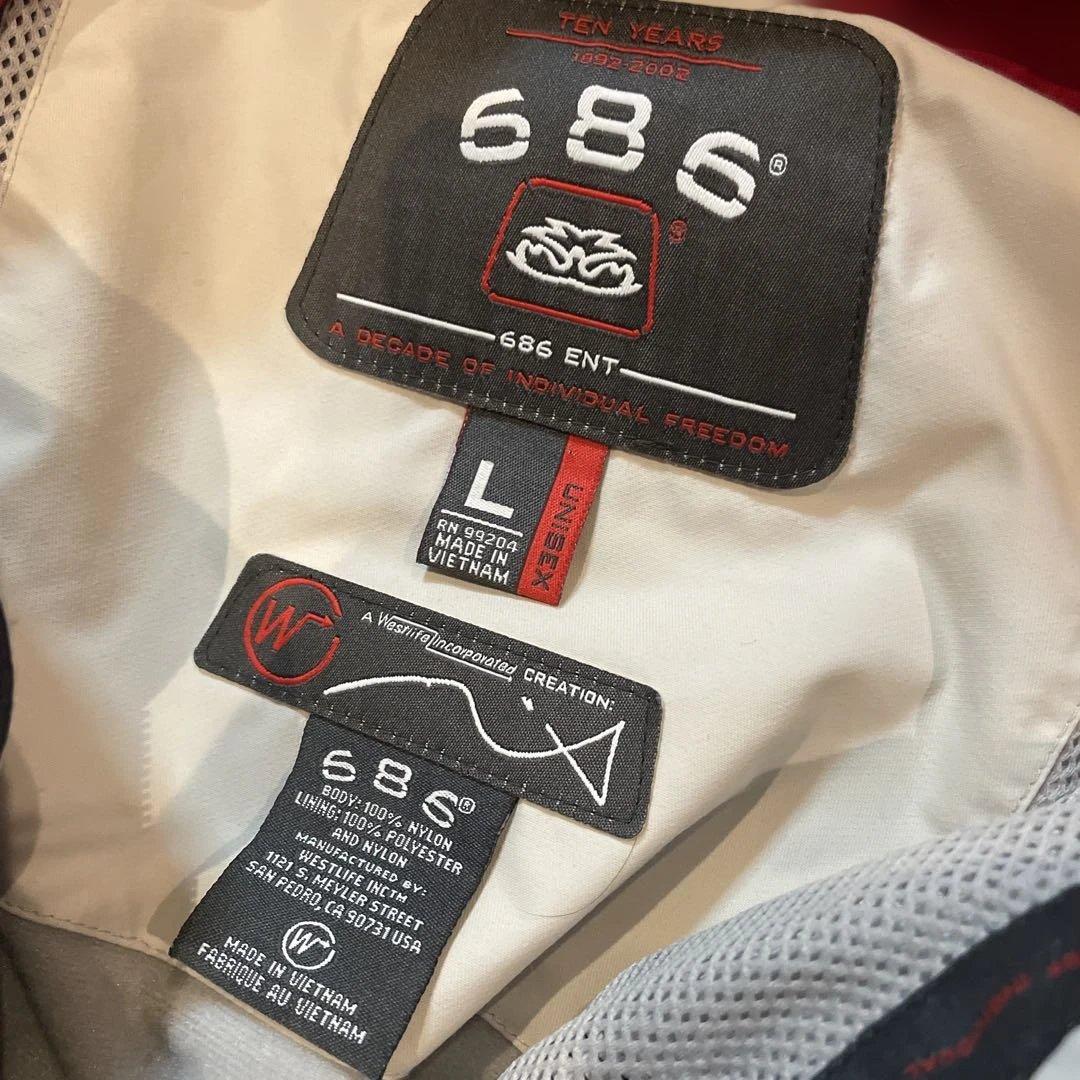 TEN YEARS
1992-2002
686®
®
686 ENT
A DECADE OF INDIVIDUAL FREEDOM
L
RN 99204
MADE IN
VIETNAM
UNISEX
W
A Westlife Incorporated CREATION:
686®
BODY: 100% NYLON
LINING: 100% POLYESTER
AND NYLON
MANUFACTURED BY:
WESTLIFE INC™
1121 S. MEYLER STREET
SAN PEDRO, CA 90731 USA
W
MADE IN VIETNAM
FABRIQUE AU VIETNAM